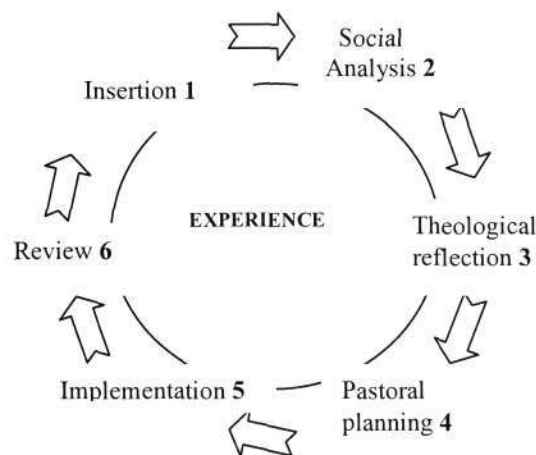 Insertion 1
Social
Analysis 2
Theological
reflection 3
Pastoral
planning 4
Implementation 5
Review 6
EXPERIENCE